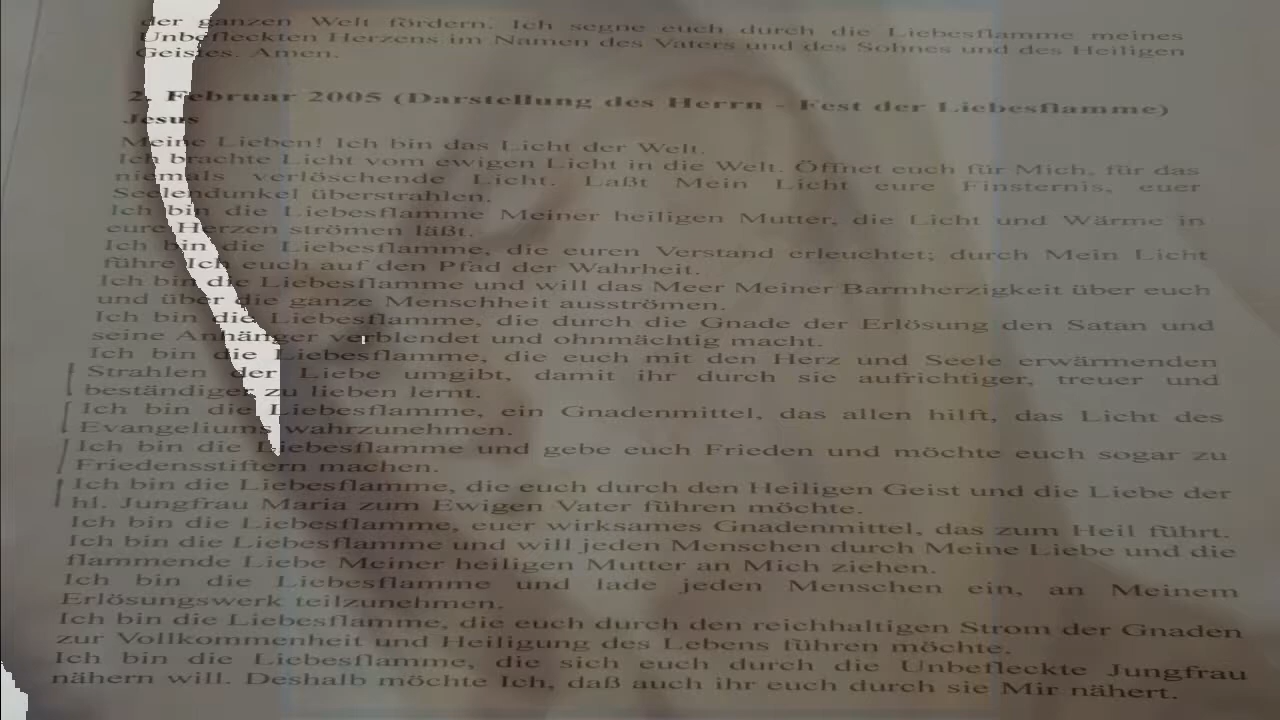 der ganzen Welt fördern. Ich segne euch durch die Liebesflamme meines
Unbefleckten Herzens im Namen des Vaters und des Sohnes und des Heiligen
Geistes. Amen.
2. Februar 2005 (Darstellung des Herrn - Fest der Liebesflamme)
Jesus
Meine Lieben! Ich bin das Licht der Welt.
Ich brachte Licht vom ewigen Licht in die Welt. Öffnet euch für Mich, für das
niemals verlöschende Licht. Laßt Mein Licht eure Finsternis, euer
Seelendunkel überstrahlen.
Ich bin die Liebesflamme Meiner heiligen Mutter, die Licht und Wärme in
eure Herzen strömen läßt.
Ich bin die Liebesflamme, die euren Verstand erleuchtet; durch Mein Licht
führe Ich euch auf den Pfad der Wahrheit.
Ich bin die Liebesflamme und will das Meer Meiner Barmherzigkeit über euch
und über die ganze Menschheit ausströmen.
Ich bin die Liebesflamme, die durch die Gnade der Erlösung den Satan und
seine Anhänger verblendet und ohnmächtig macht.
Ich bin die Liebesflamme, die euch mit den Herz und Seele erwärmenden
Strahlen der Liebe umgibt, damit ihr durch sie aufrichtiger, treuer und
beständiger zu lieben lernt.
Ich bin die Liebesflamme, ein Gnadenmittel, das allen hilft, das Licht des
Evangeliums wahrzunehmen.
Ich bin die Liebesflamme und gebe euch Frieden und möchte euch sogar zu
Friedensstiftern machen.
Ich bin die Liebesflamme, die euch durch den Heiligen Geist und die Liebe der
hl. Jungfrau Maria zum Ewigen Vater führen möchte.
Ich bin die Liebesflamme, euer wirksames Gnadenmittel, das zum Heil führt.
Ich bin die Liebesflamme und will jeden Menschen durch Meine Liebe und die
flammende Liebe Meiner heiligen Mutter an Mich ziehen.
Ich bin die Liebesflamme und lade jeden Menschen ein, an Meinem
Erlösungswerk teilzunehmen.
Ich bin die Liebesflamme, die euch durch den reichhaltigen Strom der Gnaden
zur Vollkommenheit und Heiligung des Lebens führen möchte.
Ich bin die Liebesflamme, die sich euch durch die Unbefleckte Jungfrau
nähern will. Deshalb möchte Ich, daß auch ihr euch durch sie Mir nähert.